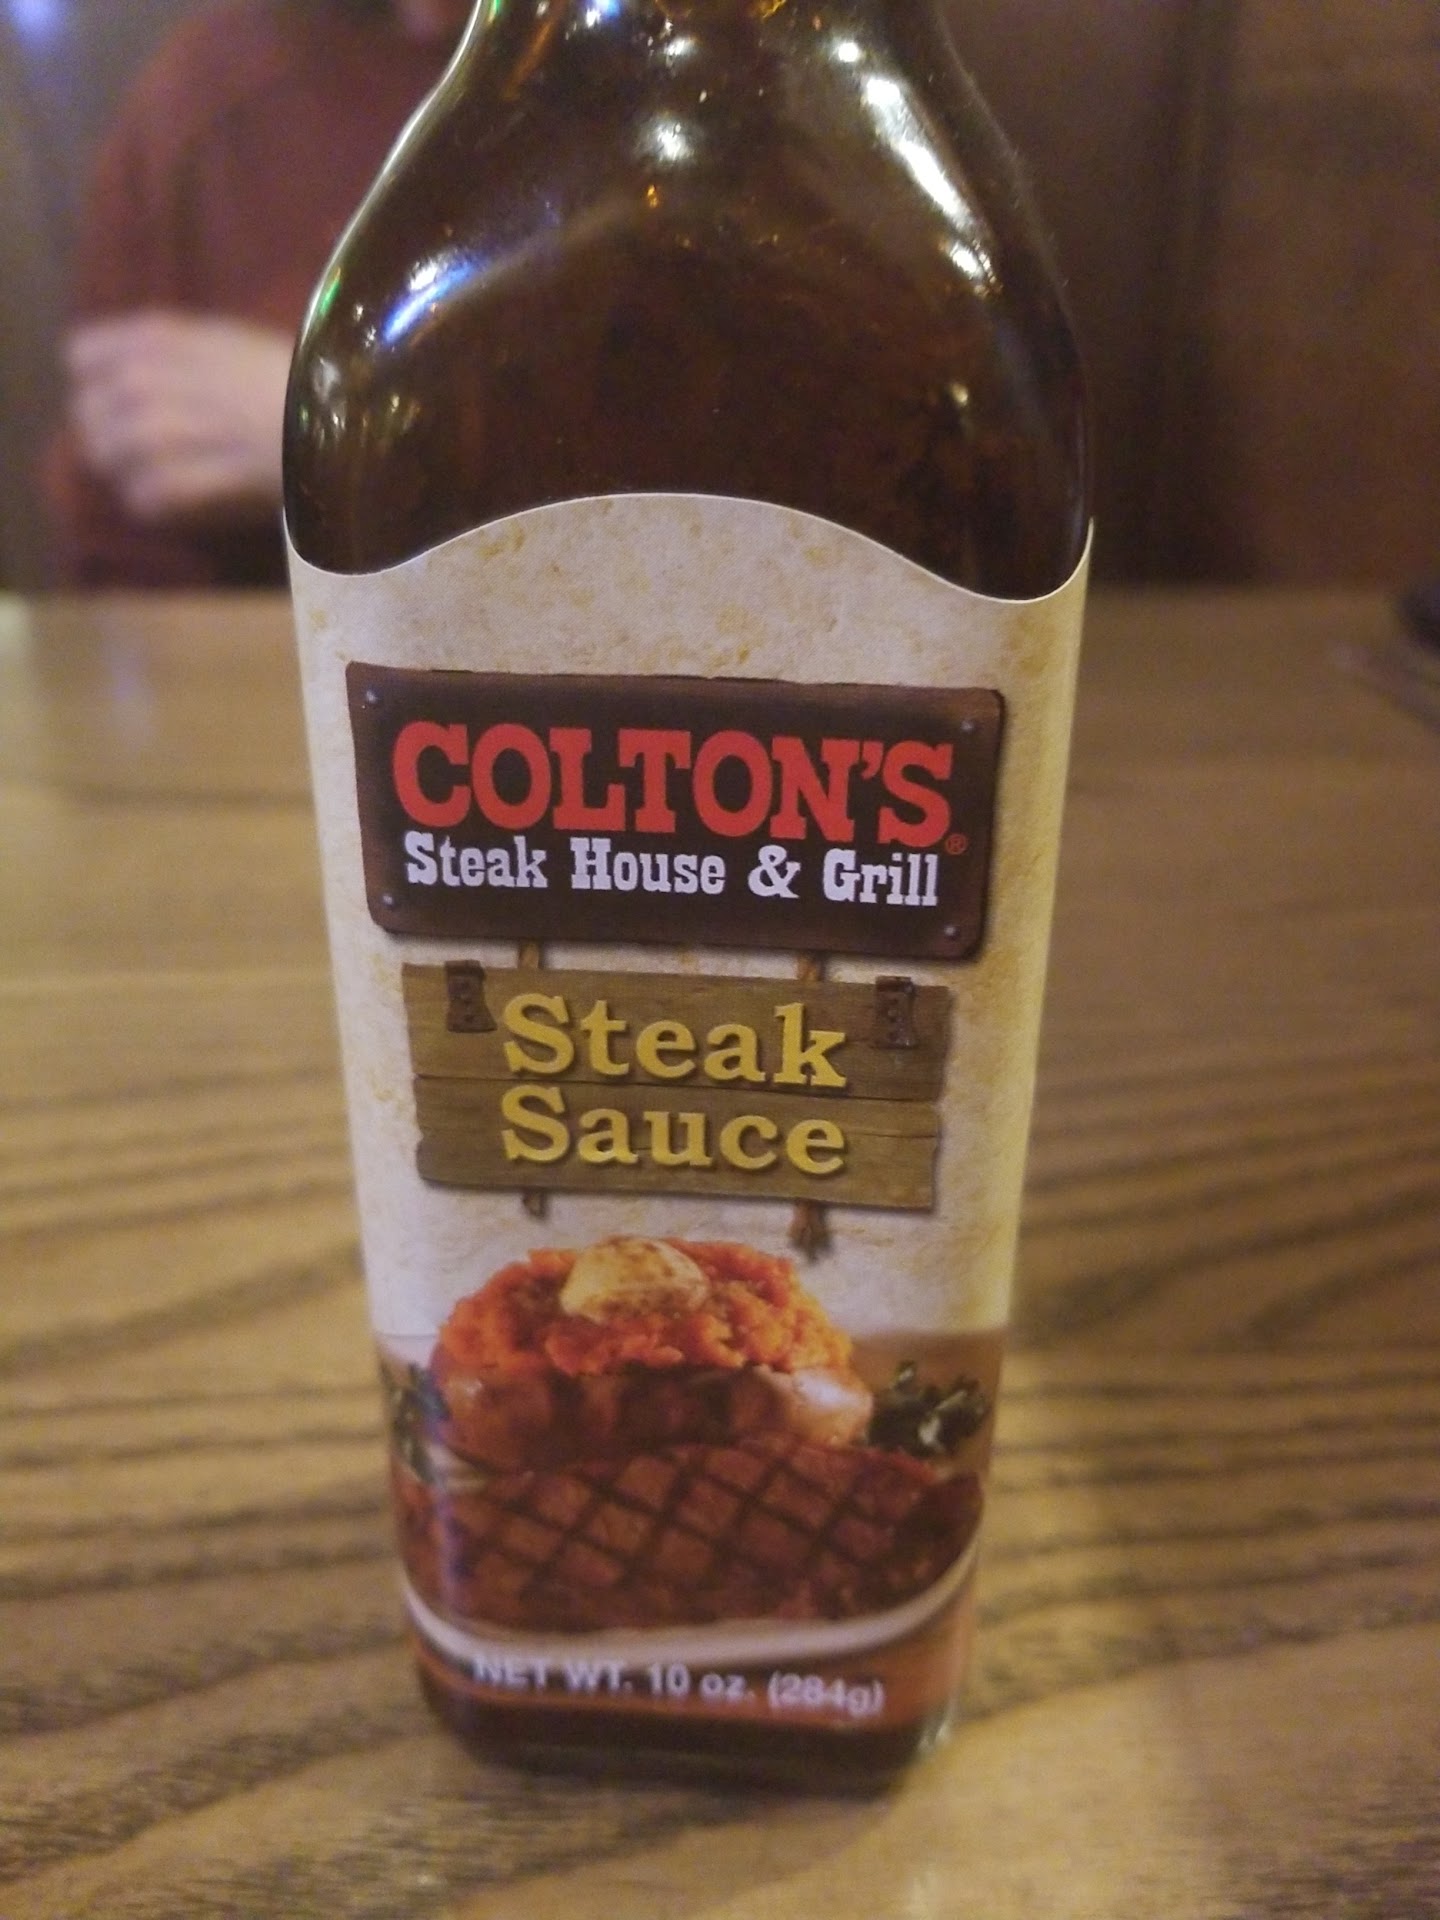 COLTON'S®
Steak House & Grill
Steak
Sauce
NET WT. 10 oz. (284g)